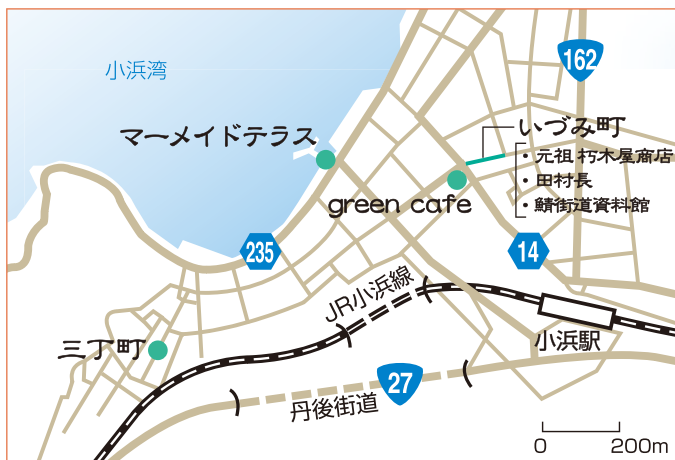 小浜湾
162
マーメイドテラス
いづみ町
・元祖 朽木屋商店
・田村長
・鯖街道資料館
green cafe
235
14
JR小浜線
小浜駅
三丁町
27
丹後街道
0 200m